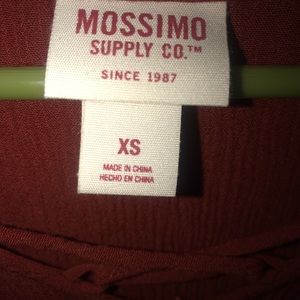 MOSSIMO
SUPPLY CO.™
SINCE 1987
XS
MADE IN CHINA
HECHO EN CHINA